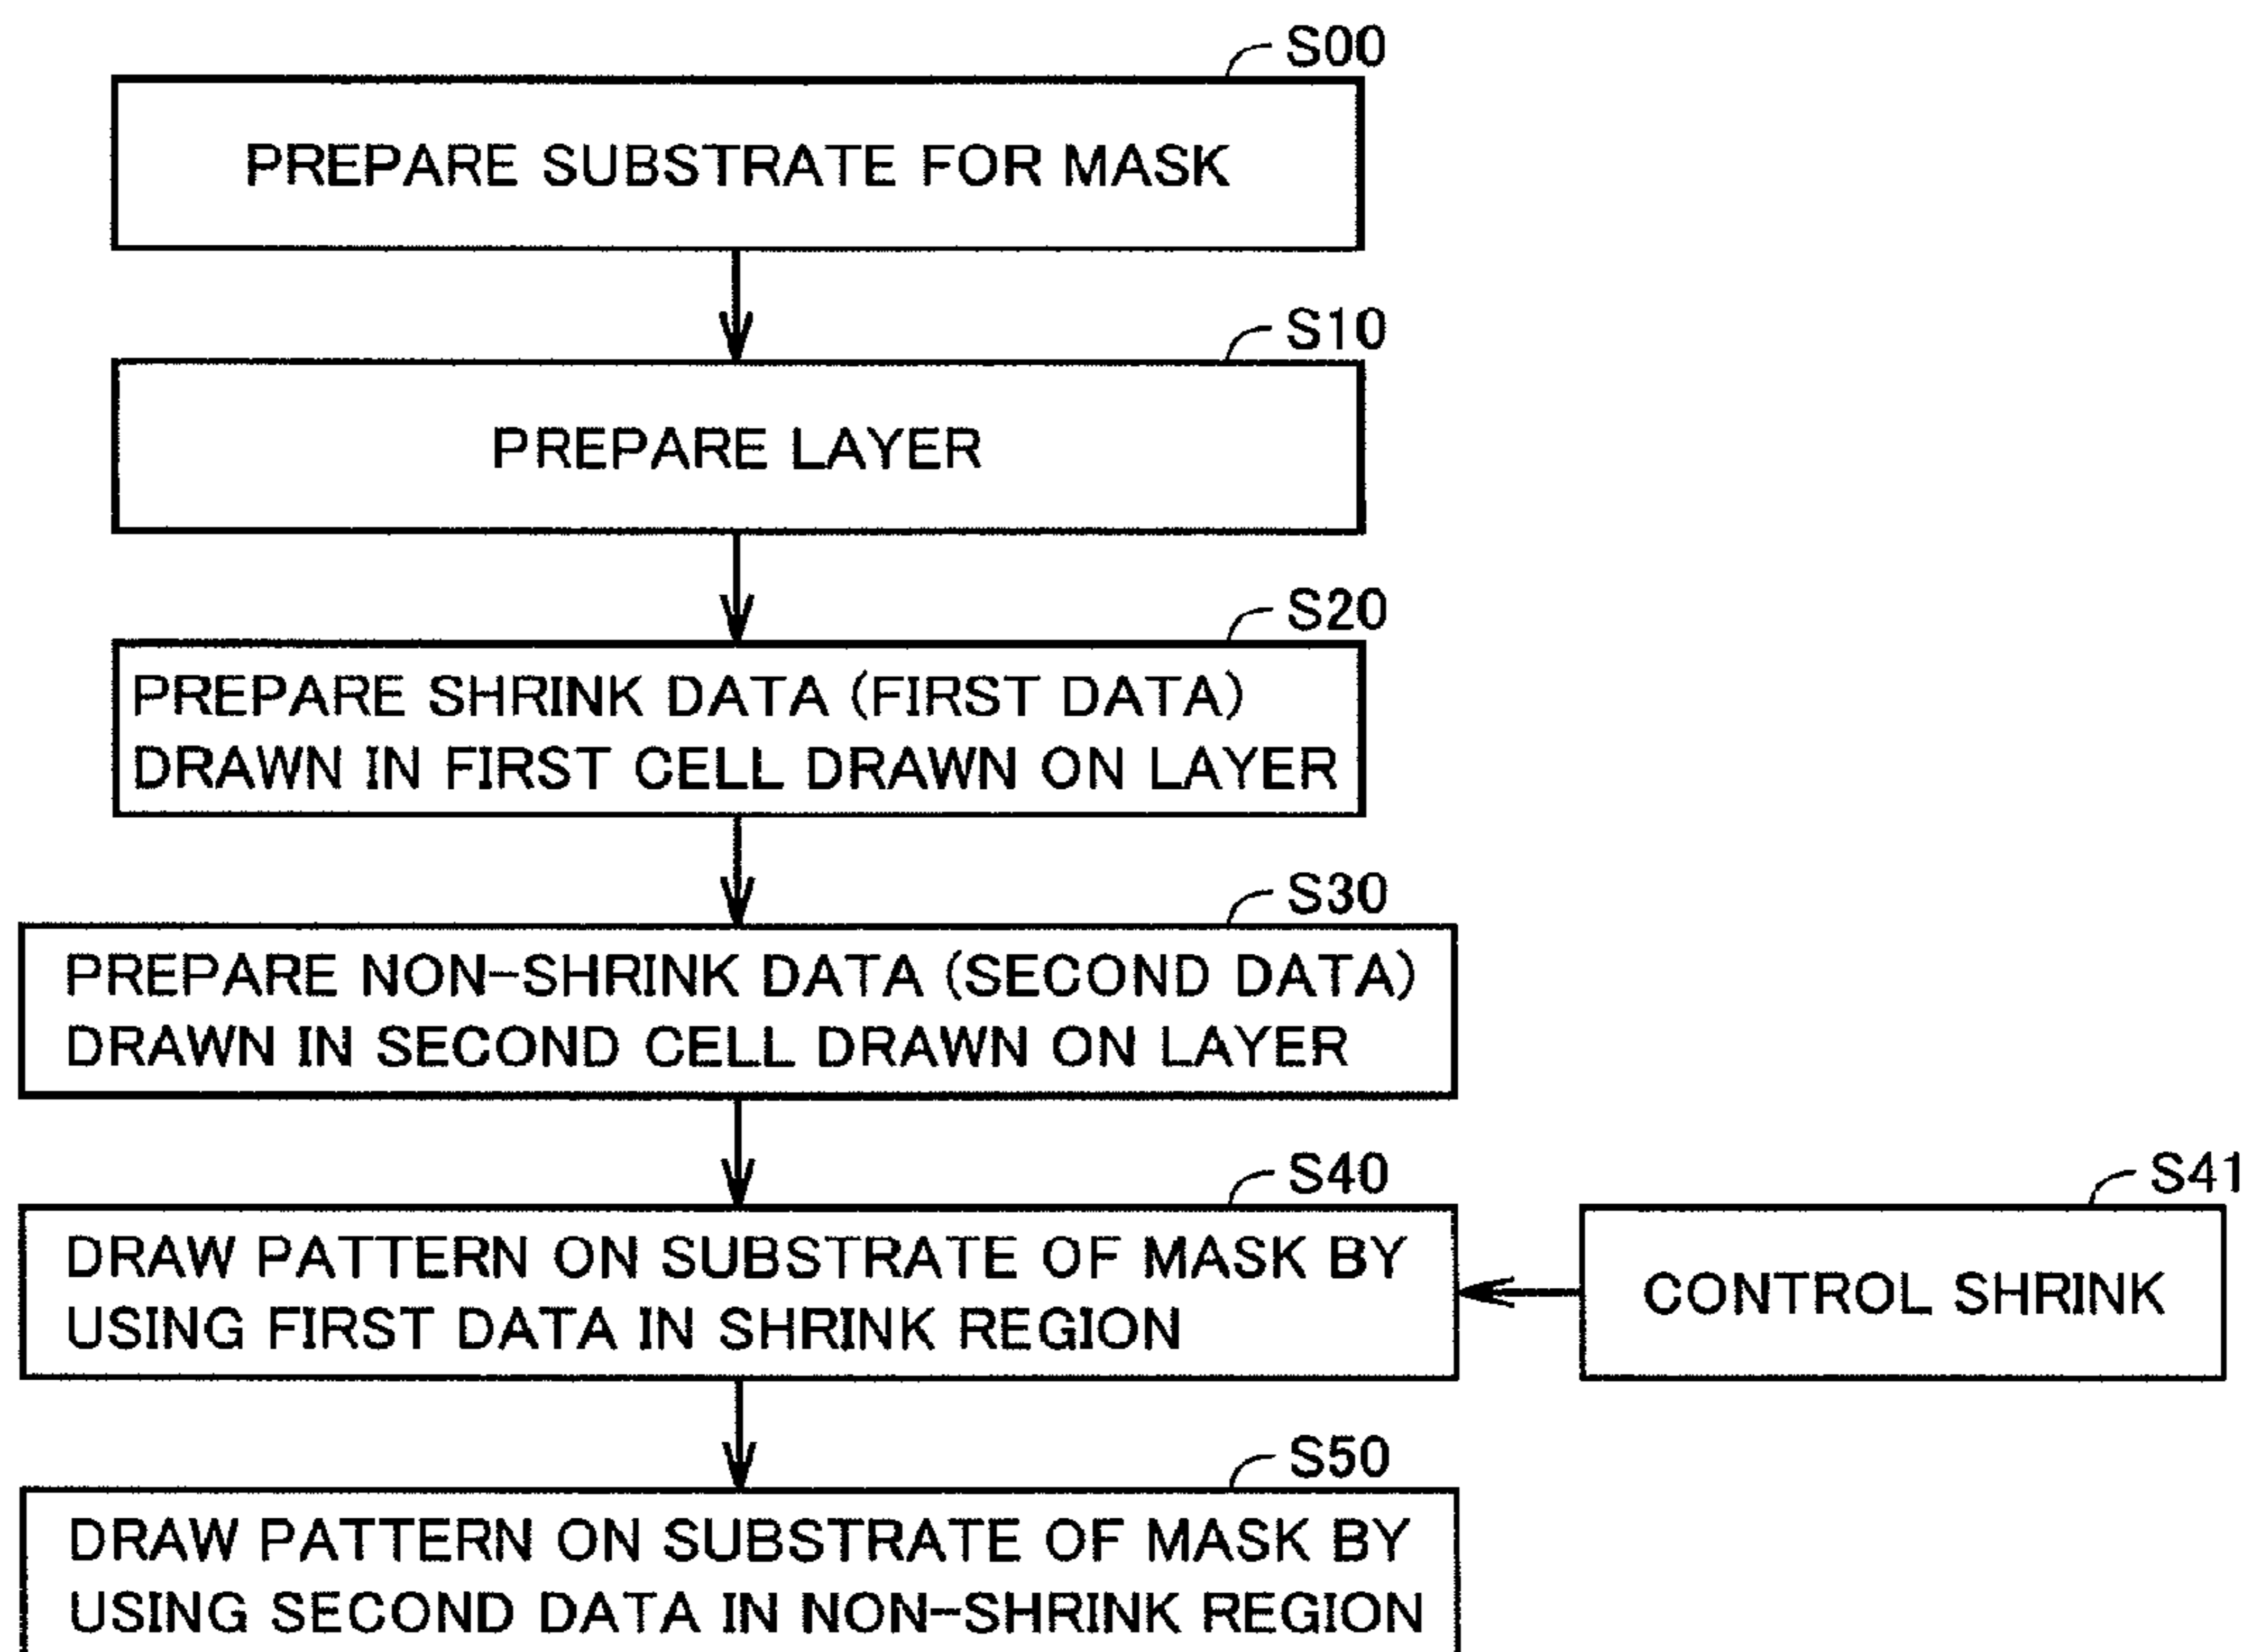 S00
PREPARE SUBSTRATE FOR MASK
S10
PREPARE LAYER
S20
PREPARE SHRINK DATA (FIRST DATA)
DRAWN IN FIRST CELL DRAWN ON LAYER
S30
PREPARE NON-SHRINK DATA (SECOND DATA)
DRAWN IN SECOND CELL DRAWN ON LAYER
S40
DRAW PATTERN ON SUBSTRATE OF MASK BY
USING FIRST DATA IN SHRINK REGION
S41
CONTROL SHRINK
S50
DRAW PATTERN ON SUBSTRATE OF MASK BY
USING SECOND DATA IN NON-SHRINK REGION